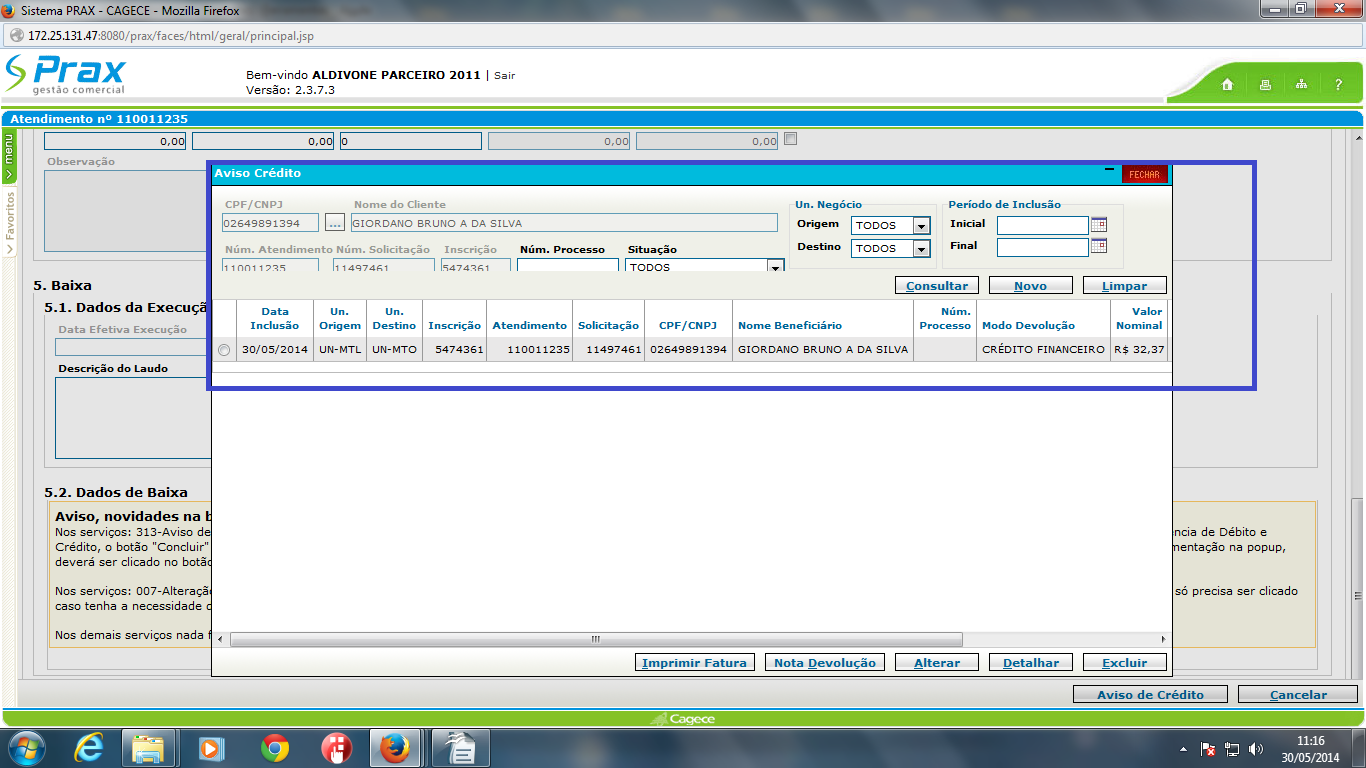 Sistema PRAX - CAGECE - Mozilla Firefox
172.25.131.47:8080/prax/faces/html/geral/principal.jsp
Prax
gestão comercial
Bem-vindo ALDIVONE PARCEIRO 2011 | Sair
Versão: 2.3.7.3
?
Atendimento nº 110011235
menu
Favoritos
0,00 0,00 0 0,00 0,00
Observação
Aviso Crédito FECHAR
CPF/CNPJ Nome do Cliente Un. Negócio Período de Inclusão
02649891394 ... GIORDANO BRUNO A DA SILVA Origem TODOS Inicial
Núm. Atendimento Núm. Solicitação Inscrição Núm. Processo Situação Destino TODOS Final
110011235 11497461 5474361 TODOS
Consultar Novo Limpar
Data Inclusão Un. Origem Un. Destino Inscrição Atendimento Solicitação CPF/CNPJ Nome Beneficiário Núm. Processo Modo Devolução Valor Nominal
30/05/2014 UN-MTL UN-MTO 5474361 110011235 11497461 02649891394 GIORDANO BRUNO A DA SILVA CRÉDITO FINANCEIRO R$ 32,37
5. Baixa
5.1. Dados da Execuçã
Data Efetiva Execução
Descrição do Laudo
5.2. Dados de Baixa
Aviso, novidades na b
Nos serviços: 313-Aviso de ncia de Débito e
Crédito, o botão "Concluir" mentação na popup,
deverá ser clicado no botão
Nos serviços: 007-Alteração só precisa ser clicado
caso tenha a necessidade
Nos demais serviços nada
Imprimir Fatura Nota Devolução Alterar Detalhar Excluir
Aviso de Crédito Cancelar
Cagece
11:16
30/05/2014